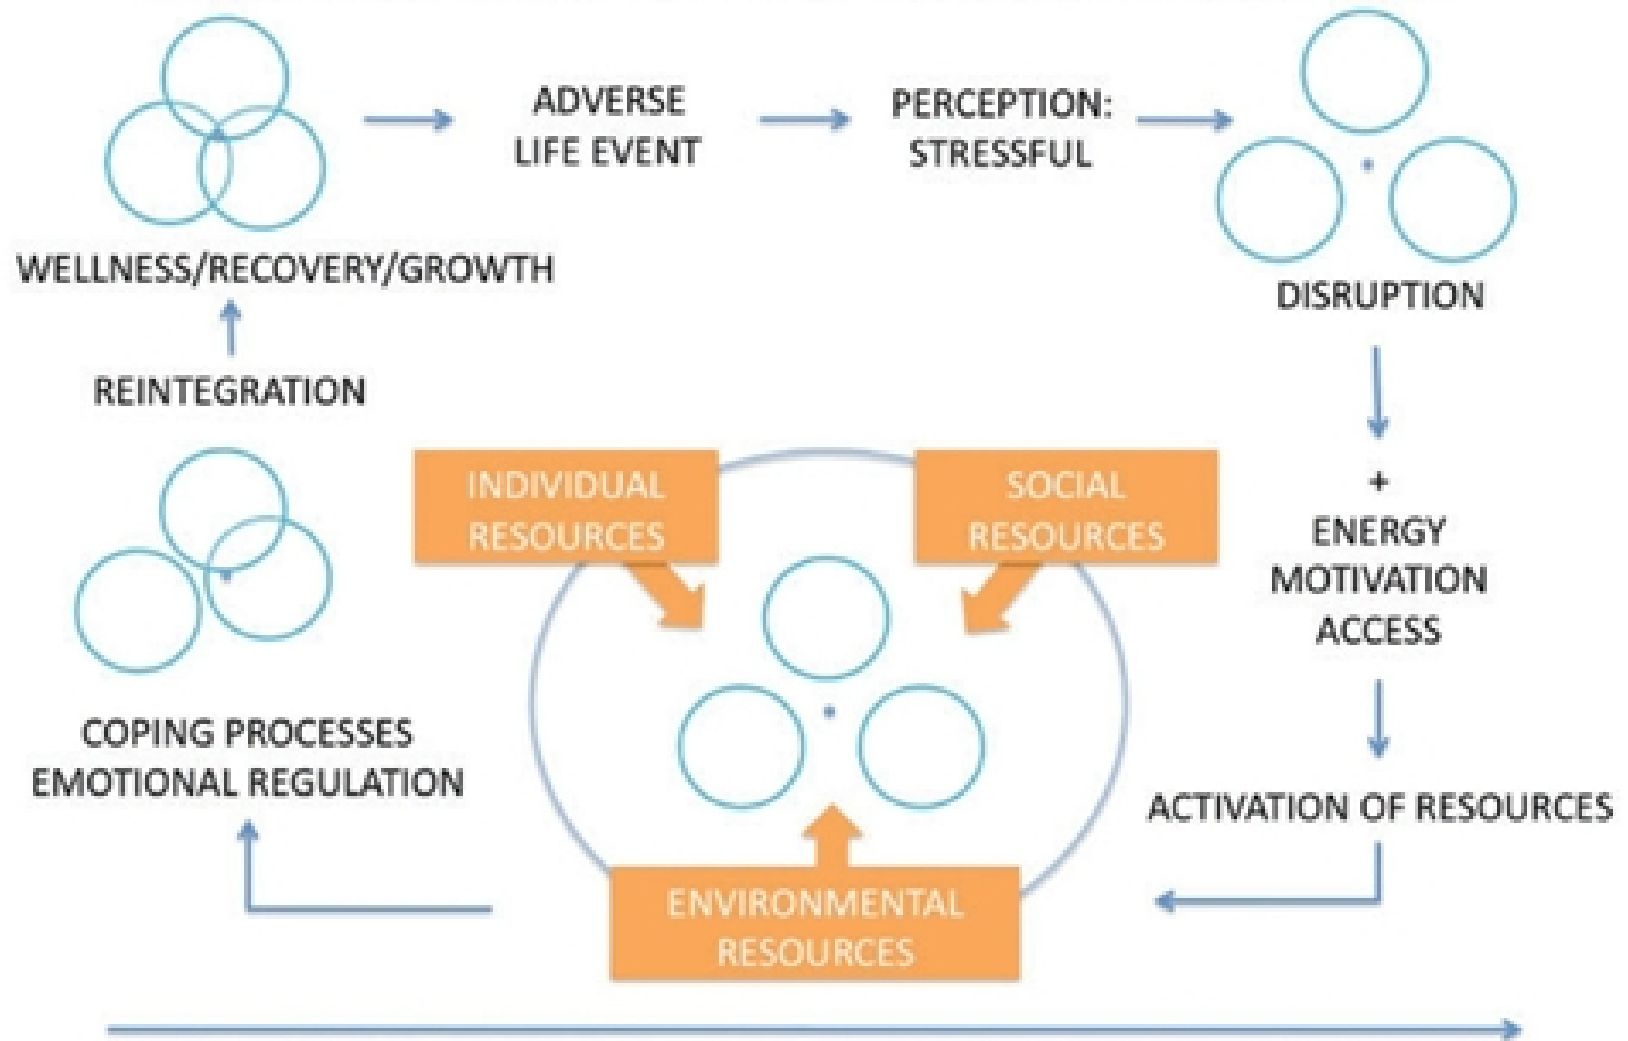 ADVERSE
LIFE EVENT
PERCEPTION:
STRESSFUL
WELLNESS/RECOVERY/GROWTH
DISRUPTION
REINTEGRATION
INDIVIDUAL
RESOURCES
SOCIAL
RESOURCES
+
ENERGY
MOTIVATION
ACCESS
COPING PROCESSES
EMOTIONAL REGULATION
ACTIVATION OF RESOURCES
ENVIRONMENTAL
RESOURCES